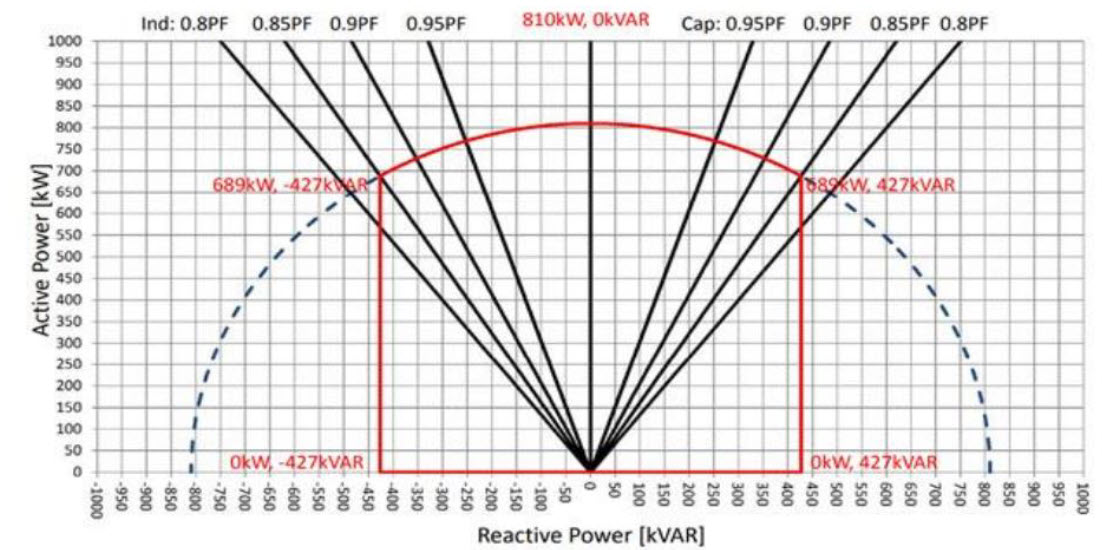 810kW, 0kVAR
Ind: 0.8PF 0.85PF 0.9PF 0.95PF Cap: 0.95PF 0.9PF 0.85PF 0.8PF
1000
950
900
850
800
750
700
650
600
550
500
450
400
350
300
250
200
150
100
50
0
Active Power [kW]
689kW, -427kVAR
689kW, 427kVAR
0kW, -427kVAR
0kW, 427kVAR
-1000 -950 -900 -850 -800 -750 -700 -650 -600 -550 -500 -450 -400 -350 -300 -250 -200 -150 -100 -50 0 50 100 150 200 250 300 350 400 450 500 550 600 650 700 750 800 850 900 950 1000
Reactive Power [kVAR]